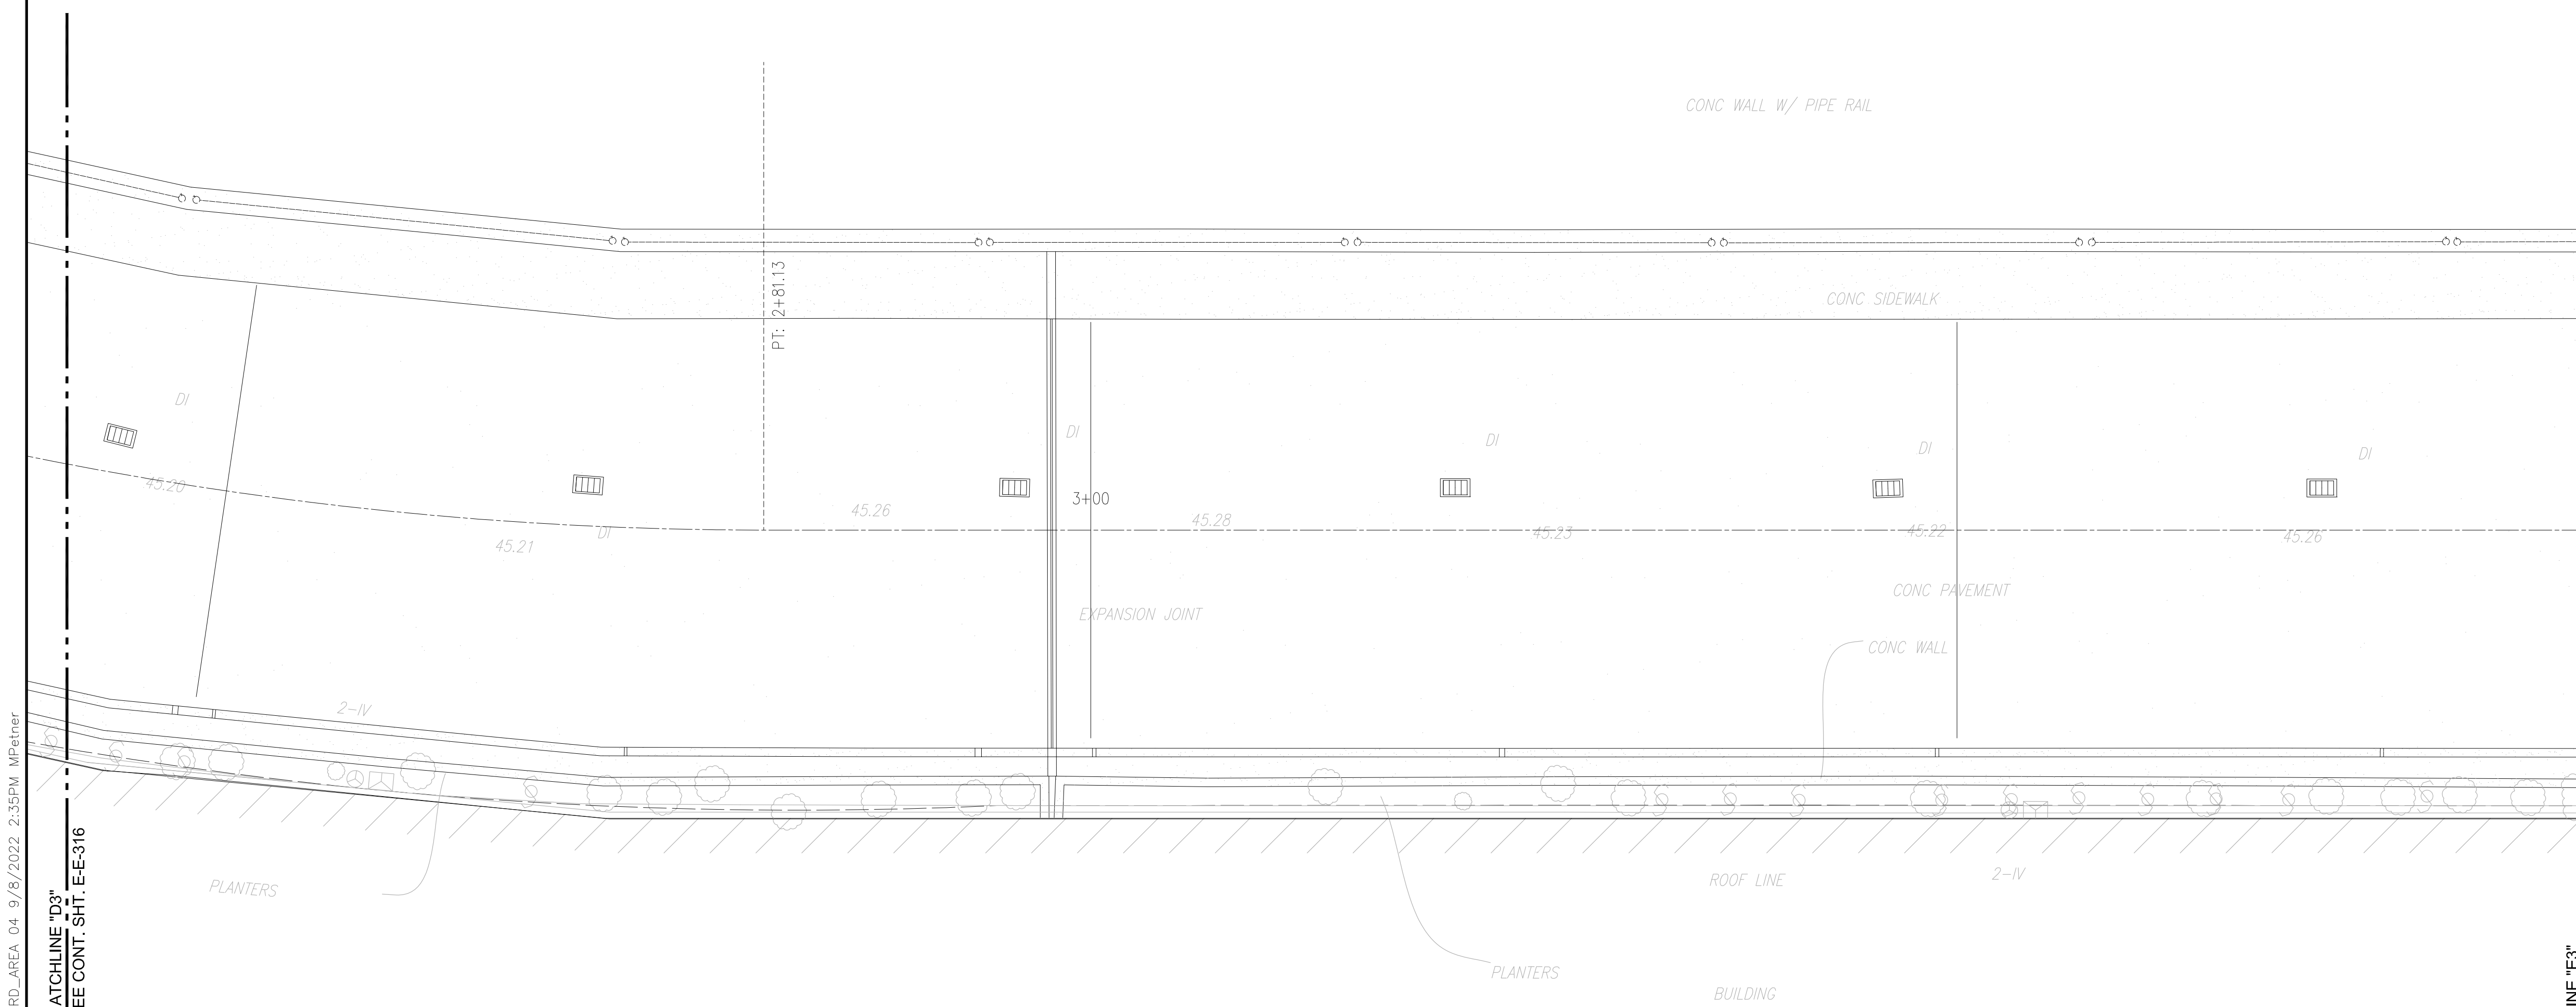 CONC WALL W/ PIPE RAIL
PT: 2+81.13
CONC SIDEWALK
DI
DI
DI
DI
DI
45.20
3+00
45.26
45.28
45.21
DI
45.23
45.22
45.26
CONC PAVEMENT
EXPANSION JOINT
CONC WALL
2-IV
PLANTERS
ROOF LINE
2-IV
PLANTERS
BUILDING
RD_AREA 04 9/8/2022 2:35PM MPetner
ATCHLINE "D3"
EE CONT. SHT. E-E-316
INE "E3"